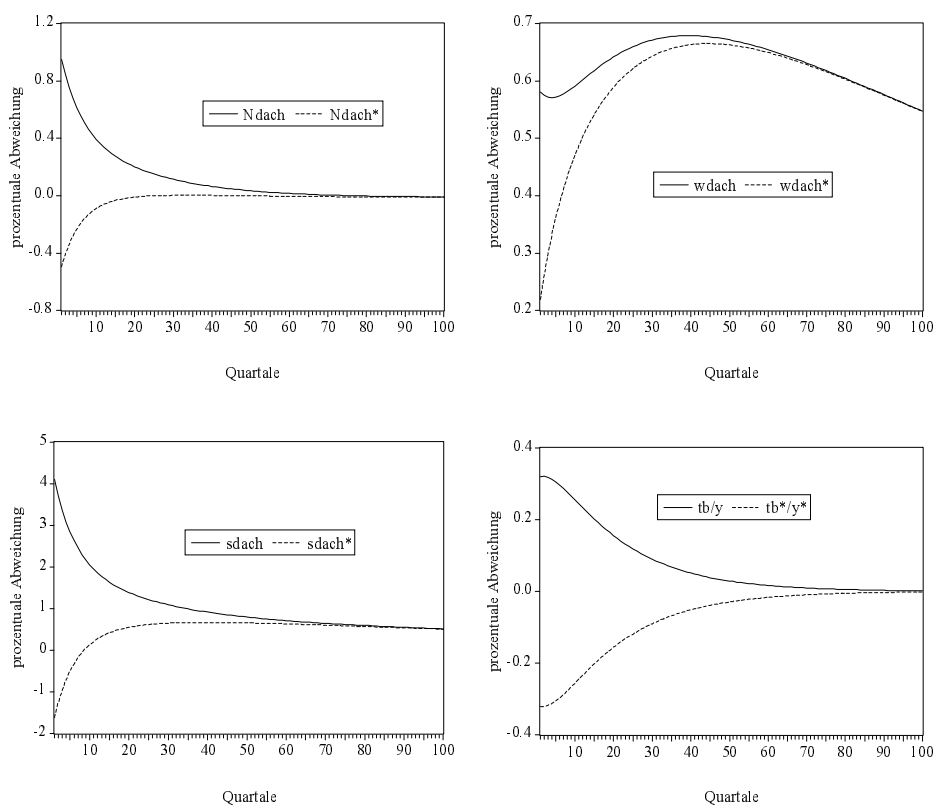 1.2
0.8
0.4
0.0
-0.4
-0.8
prozentuale Abweichung
Ndach Ndach*
10 20 30 40 50 60 70 80 90 100
Quartale
0.7
0.6
0.5
0.4
0.3
0.2
prozentuale Abweichung
wdach wdach*
10 20 30 40 50 60 70 80 90 100
Quartale
5
4
3
2
1
0
-1
-2
prozentuale Abweichung
sdach sdach*
10 20 30 40 50 60 70 80 90 100
Quartale
0.4
0.2
0.0
-0.2
-0.4
prozentuale Abweichung
tb/y tb*/y*
10 20 30 40 50 60 70 80 90 100
Quartale